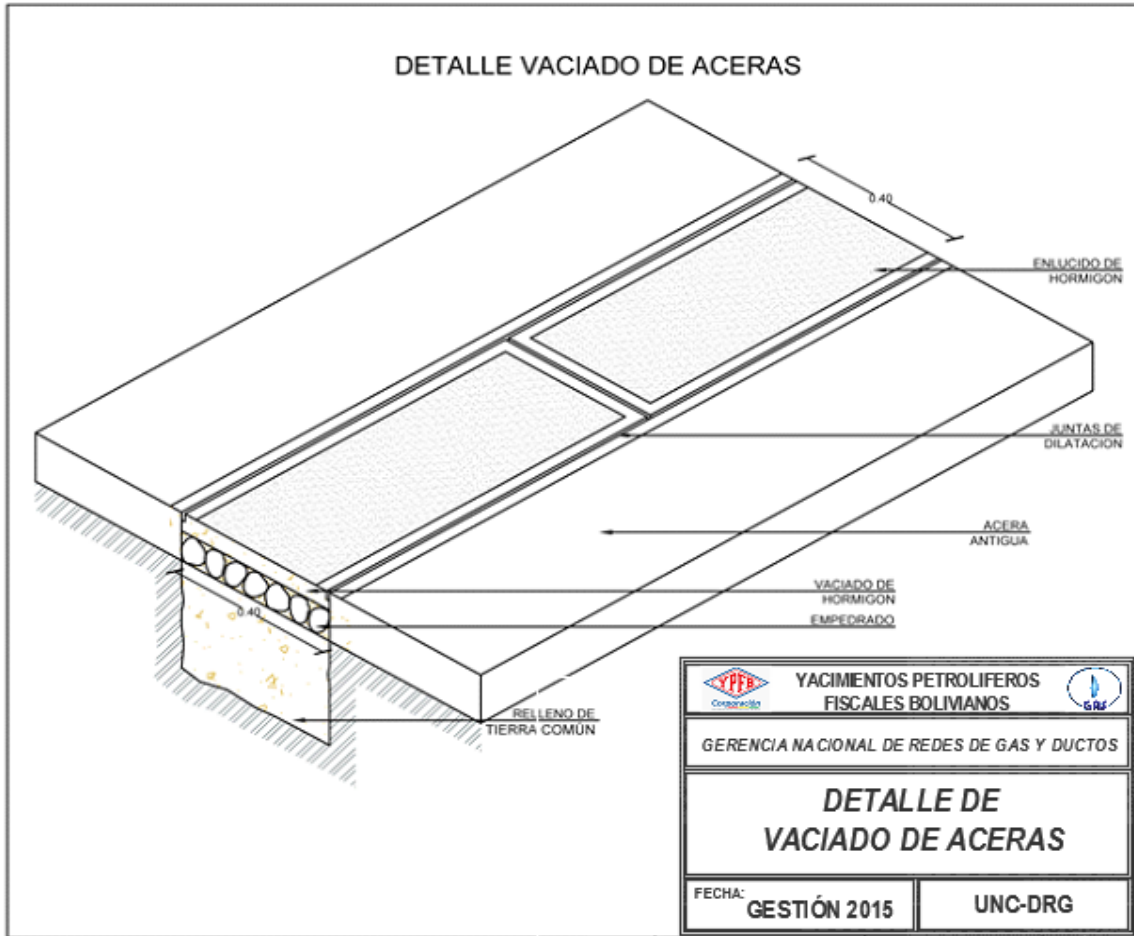 DETALLE VACIADO DE ACERAS
0.40
ENLUCIDO DE
HORMIGON
JUNTAS DE
DILATACION
ACERA
ANTIGUA
VACIADO DE
HORMIGON
EMPEDRADO
0.40
RELLENO DE
TIERRA COMÚN
YPFB
Corporación
YACIMIENTOS PETROLIFEROS
FISCALES BOLIVIANOS
GAS
GERENCIA NACIONAL DE REDES DE GAS Y DUCTOS
DETALLE DE
VACIADO DE ACERAS
FECHA:
GESTIÓN 2015
UNC-DRG